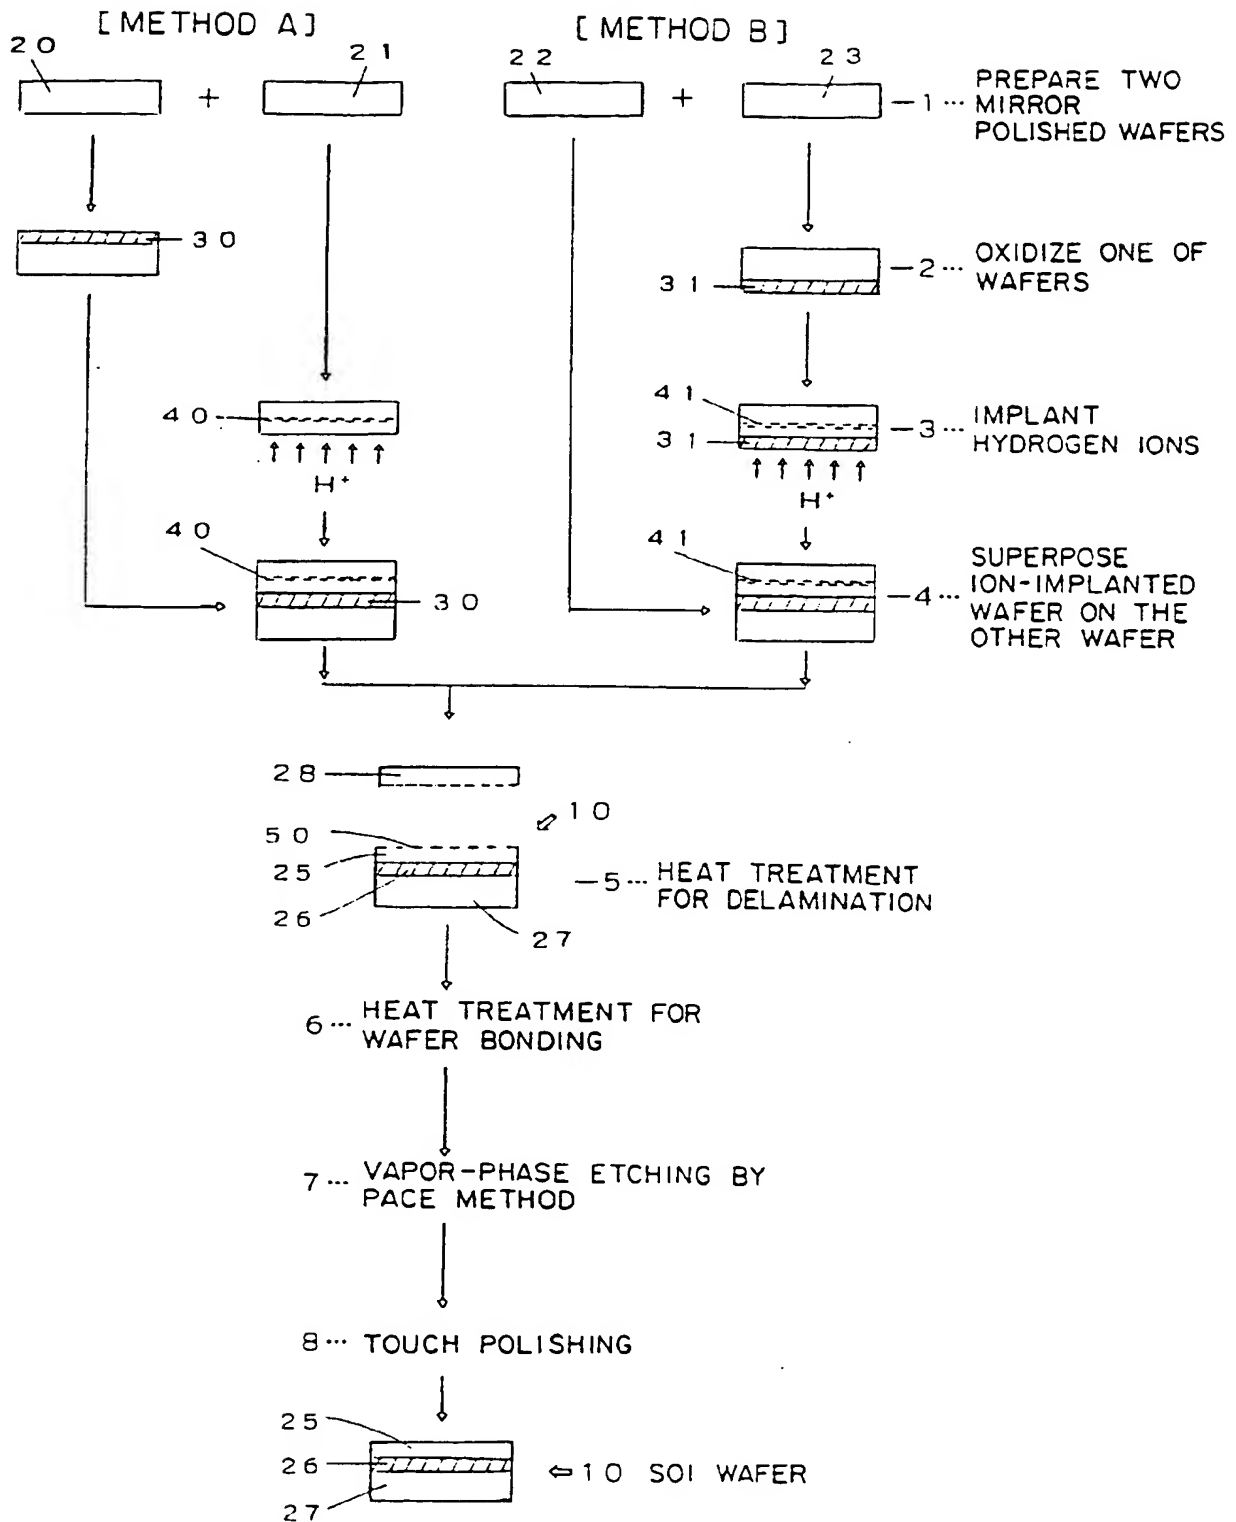 [METHOD A]
[METHOD B]
20
21
22
23
+
+
1… PREPARE TWO
MIRROR
POLISHED WAFERS
30
31
2… OXIDIZE ONE OF
WAFERS
40
H+
41
31
H+
3… IMPLANT
HYDROGEN IONS
40
30
41
4… SUPERPOSE
ION-IMPLANTED
WAFER ON THE
OTHER WAFER
28
10
50
25
26
27
5… HEAT TREATMENT
FOR DELAMINATION
6… HEAT TREATMENT FOR
WAFER BONDING
7… VAPOR-PHASE ETCHING BY
PACE METHOD
8… TOUCH POLISHING
25
26
27
10 SOI WAFER